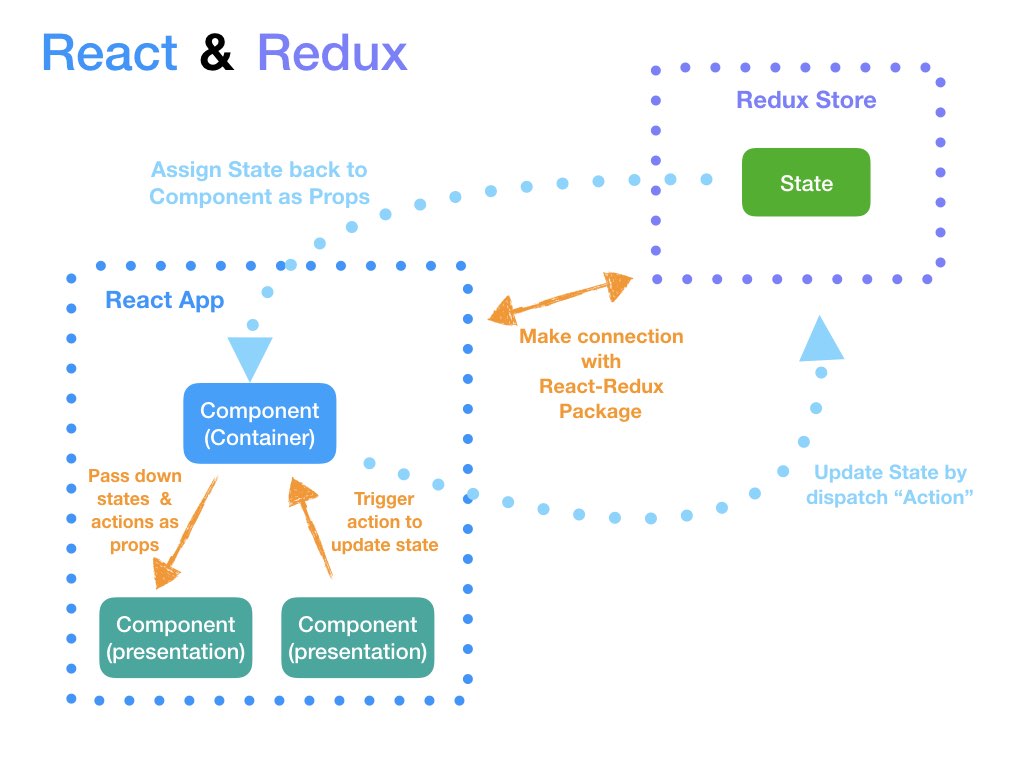 React & Redux
Redux Store
State
Assign State back to
Component as Props
React App
Make connection
with
React-Redux
Package
Component
(Container)
Pass down
states & 
actions as
props
Trigger
action to
update state
Update State by
dispatch “Action”
Component
(presentation)
Component
(presentation)